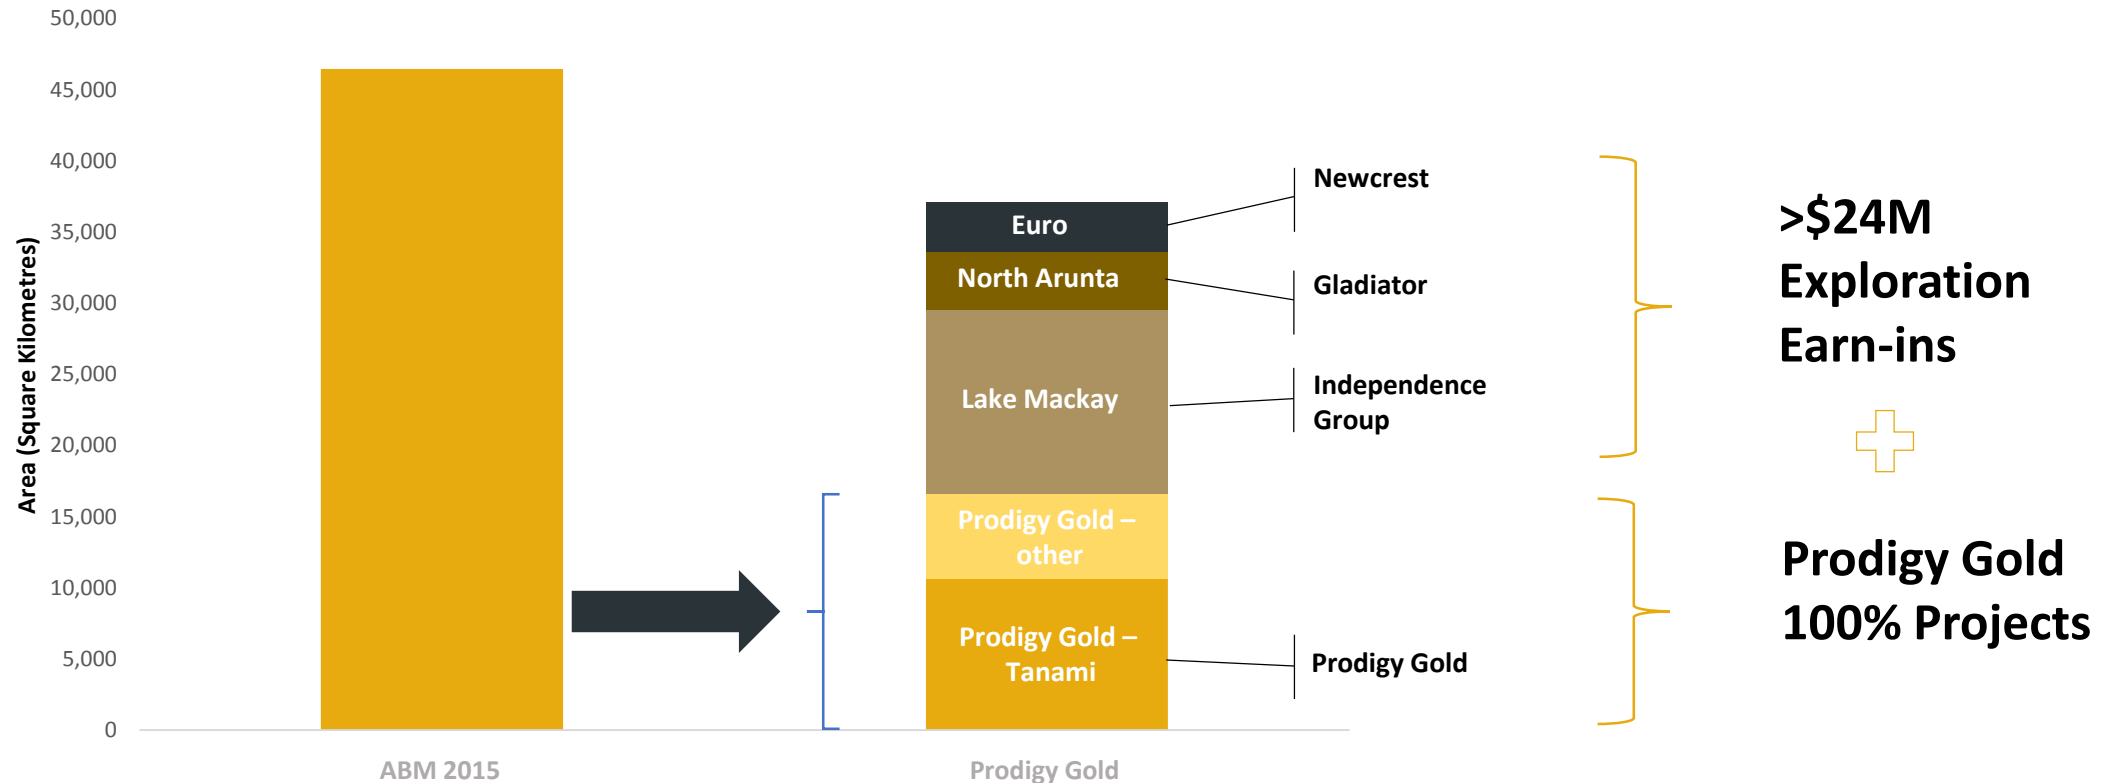 50,000
45,000
40,000
35,000
30,000
25,000
20,000
15,000
10,000
5,000
0
Area (Square Kilometres)
ABM 2015
Prodigy Gold
Euro
North Arunta
Lake Mackay
Prodigy Gold –
other
Prodigy Gold –
Tanami
Newcrest
Gladiator
Independence
Group
Prodigy Gold
>$24M
Exploration
Earn-ins
Prodigy Gold
100% Projects